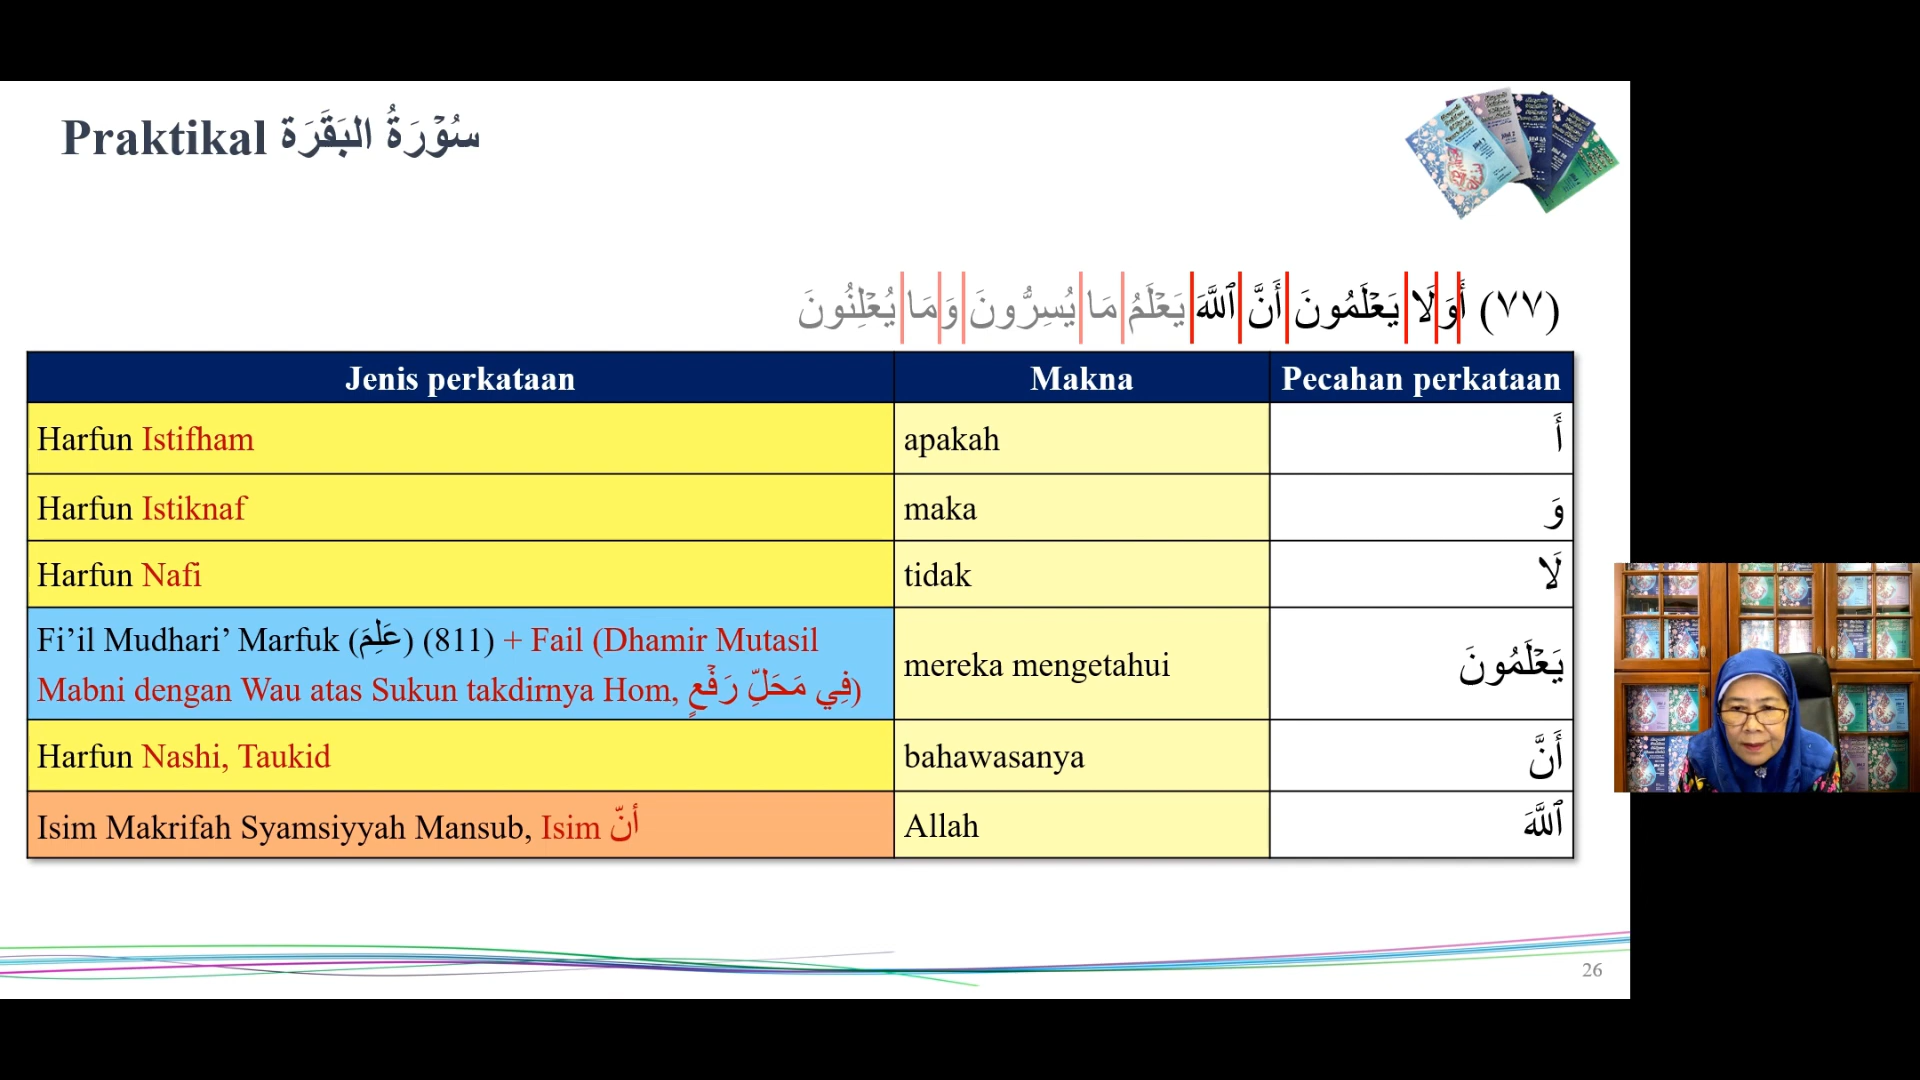 Praktikal سُوْرَةُ البَقَرَة
(٧٧) أَوَلَا يَعْلَمُونَ أَنَّ ٱللَّهَ يَعْلَمُ مَا يُسِرُّونَ وَمَا يُعْلِنُونَ
Jenis perkataan Makna Pecahan perkataan
Harfun Istifham apakah أَ
Harfun Istiknaf maka وَ
Harfun Nafi tidak لَا
Fi’il Mudhari’ Marfuk (عَلِمَ) (811) + Fail (Dhamir Mutasil
Mabni dengan Wau atas Sukun takdirnya Hom, فِي مَحَلِّ رَفْعٍ) mereka mengetahui يَعْلَمُونَ
Harfun Nashi, Taukid bahawasanya أَنَّ
Isim Makrifah Syamsiyyah Mansub, Isim أنّ Allah ٱللَّهَ
26